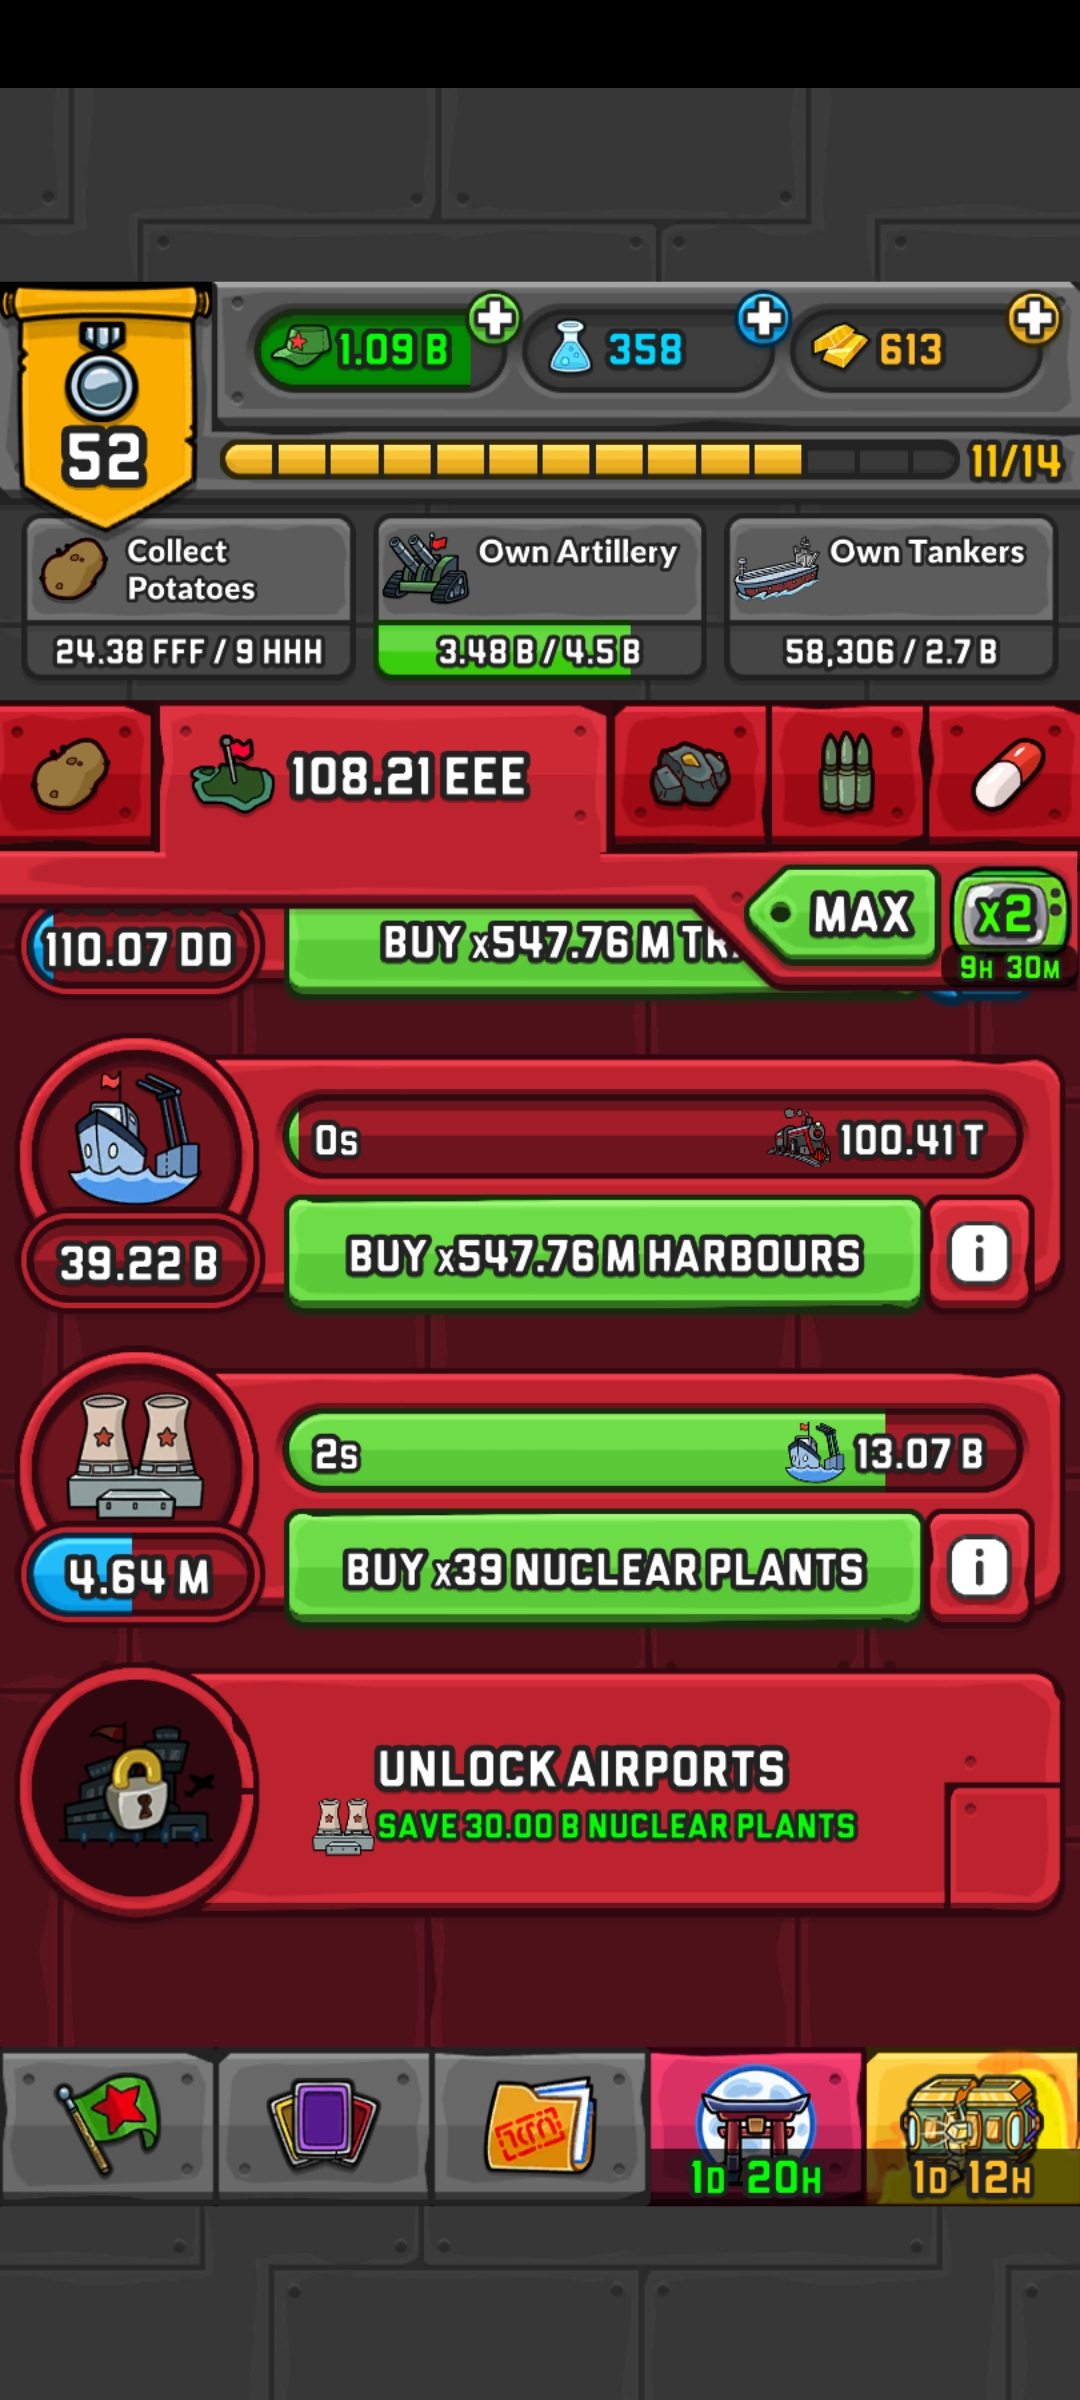 1.09 B
358
613
52
11/14
Collect
Potatoes
24.38 FFF / 9 HHH
Own Artillery
3.48 B / 4.5 B
Own Tankers
58,306 / 2.7 B
108.21 EEE
MAX
x2
9H 30M
110.07 DD
BUY x547.76 M
0s
100.41 T
39.22 B
BUY x547.76 M HARBOURS
i
2s
13.07 B
4.64 M
BUY x39 NUCLEAR PLANTS
i
UNLOCK AIRPORTS
SAVE 30.00 B NUCLEAR PLANTS
1D 20H
1D 12H